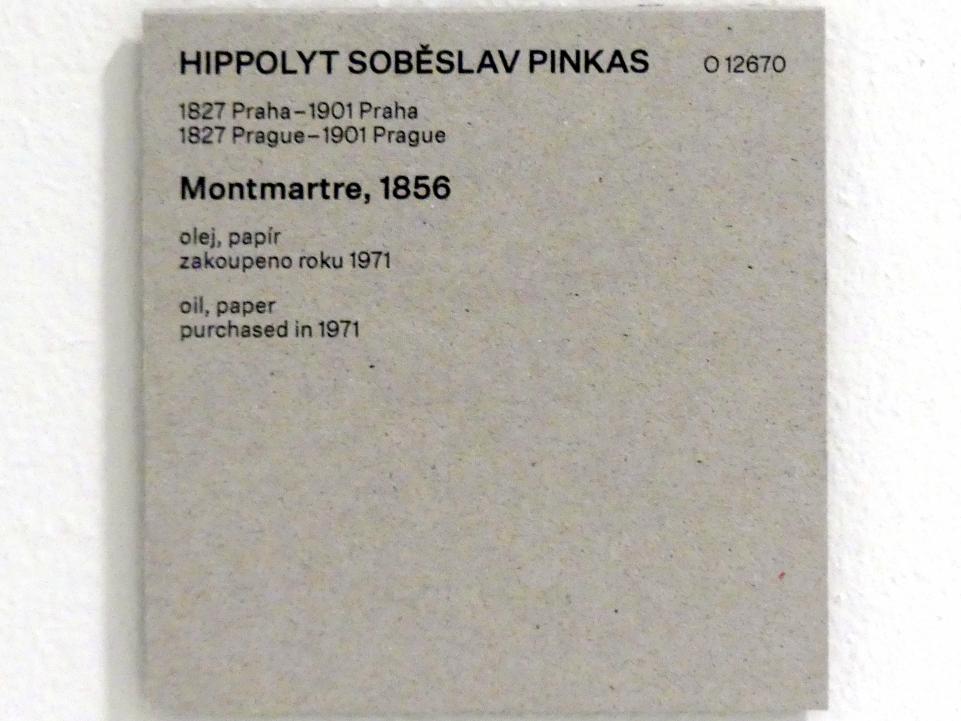 HIPPOLYT SOBĚSLAV PINKAS O 12670
1827 Praha – 1901 Praha
1827 Prague – 1901 Prague
Montmartre, 1856
olej, papír
zakoupeno roku 1971
oil, paper
purchased in 1971